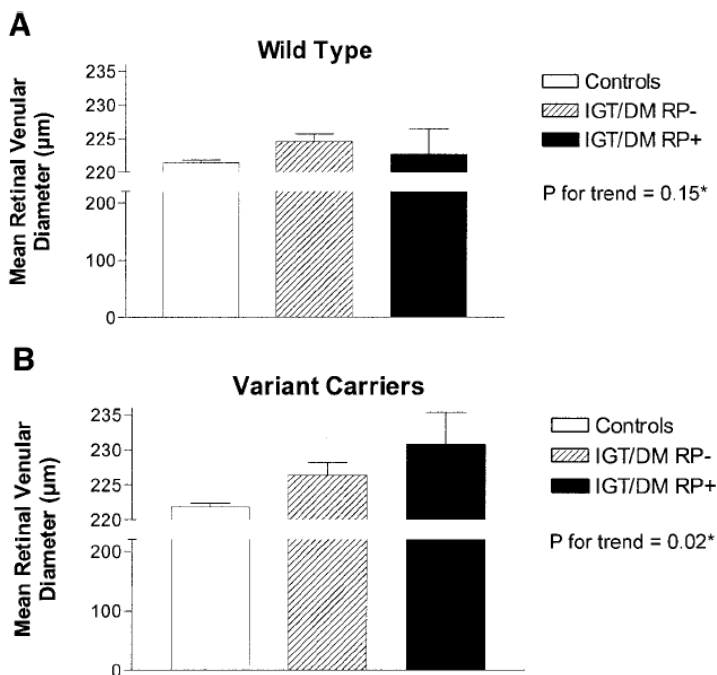 A
Wild Type
Mean Retinal Venular
Diameter (µm)
235
230
225
220
200
100
0
Controls
IGT/DM RP-
IGT/DM RP+
P for trend = 0.15*
B
Variant Carriers
Mean Retinal Venular
Diameter (µm)
235
230
225
220
200
100
0
Controls
IGT/DM RP-
IGT/DM RP+
P for trend = 0.02*